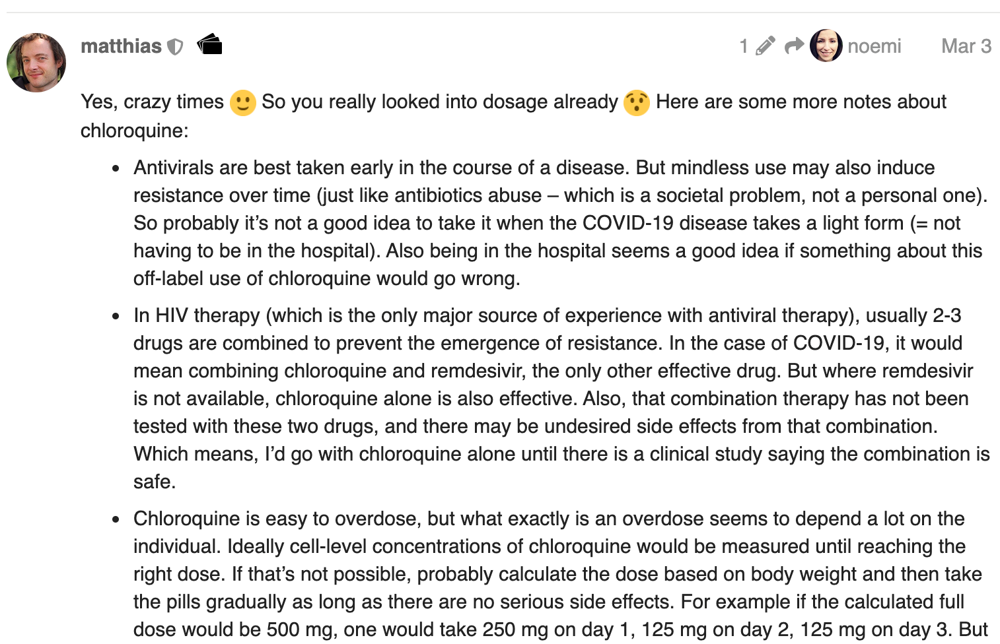 matthias 1 noemi Mar 3
Yes, crazy times 🙂 So you really looked into dosage already 😯 Here are some more notes about
chloroquine:
• Antivirals are best taken early in the course of a disease. But mindless use may also induce
resistance over time (just like antibiotics abuse – which is a societal problem, not a personal one).
So probably it’s not a good idea to take it when the COVID-19 disease takes a light form (= not
having to be in the hospital). Also being in the hospital seems a good idea if something about this
off-label use of chloroquine would go wrong.
• In HIV therapy (which is the only major source of experience with antiviral therapy), usually 2-3
drugs are combined to prevent the emergence of resistance. In the case of COVID-19, it would
mean combining chloroquine and remdesivir, the only other effective drug. But where remdesivir
is not available, chloroquine alone is also effective. Also, that combination therapy has not been
tested with these two drugs, and there may be undesired side effects from that combination.
Which means, I’d go with chloroquine alone until there is a clinical study saying the combination is
safe.
• Chloroquine is easy to overdose, but what exactly is an overdose seems to depend a lot on the
individual. Ideally cell-level concentrations of chloroquine would be measured until reaching the
right dose. If that’s not possible, probably calculate the dose based on body weight and then take
the pills gradually as long as there are no serious side effects. For example if the calculated full
dose would be 500 mg, one would take 250 mg on day 1, 125 mg on day 2, 125 mg on day 3. But